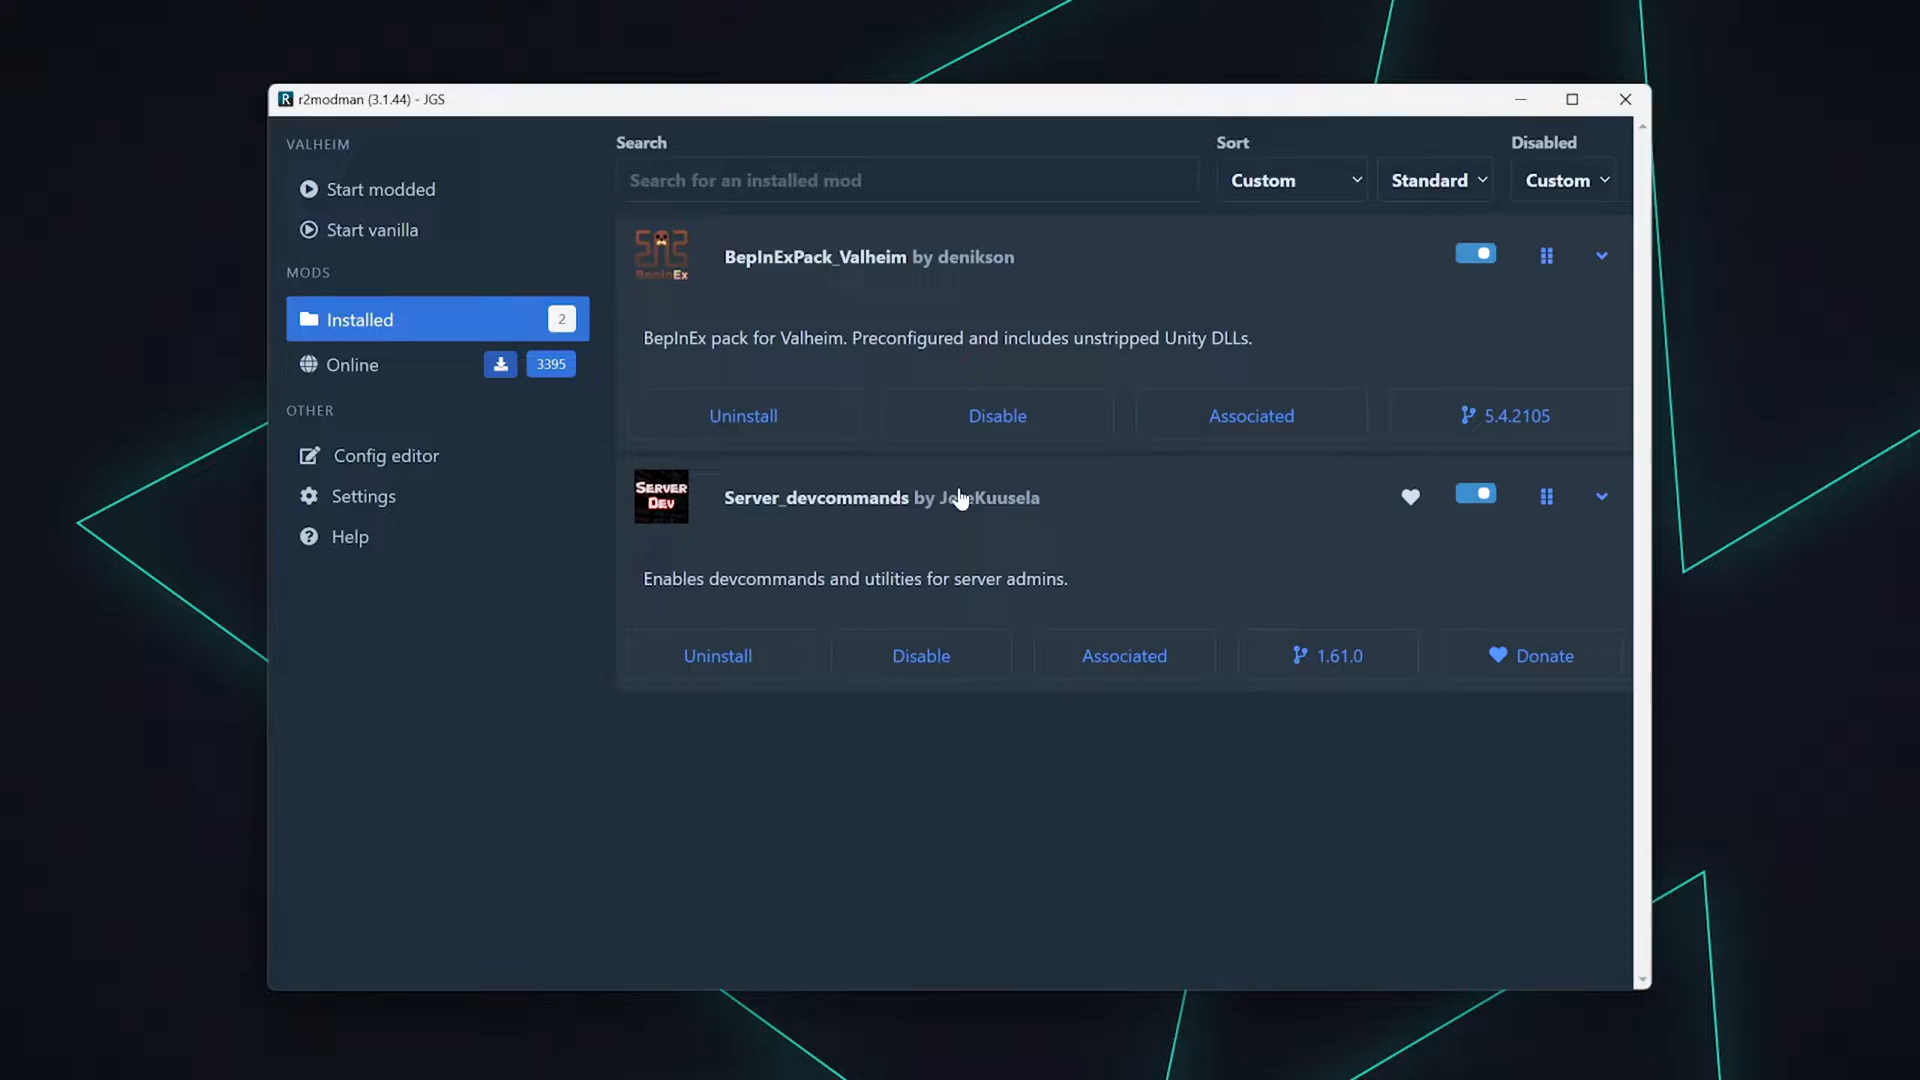 r2modman (3.1.44) - JGS
VALHEIM
Start modded
Start vanilla
MODS
Installed 2
Online 3395
OTHER
Config editor
Settings
Help
Search Sort Disabled
Search for an installed mod Custom Standard Custom
BepInEx
BepInExPack_Valheim by denikson
BepInEx pack for Valheim. Preconfigured and includes unstripped Unity DLLs.
Uninstall Disable Associated 5.4.2105
SERVER
DEV
Server_devcommands by JereKuusela
Enables devcommands and utilities for server admins.
Uninstall Disable Associated 1.61.0 Donate